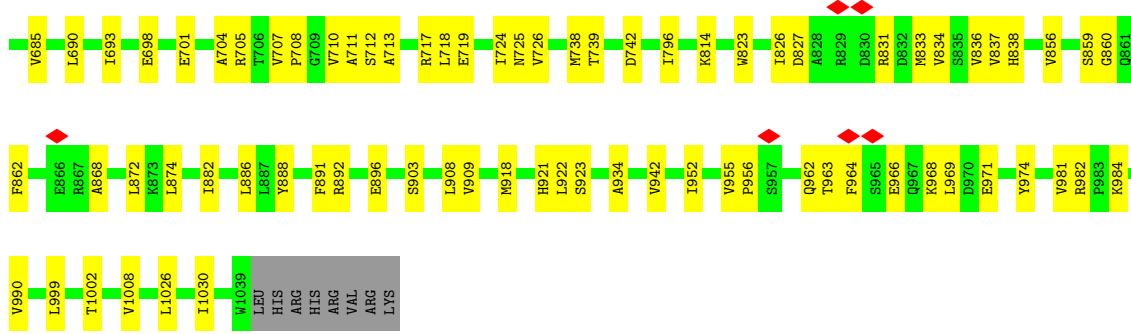 V685 L690 I693 E698 E701 A704 R705 T706 V707 P708 G709 V710 A711 S712 A713 R717 L718 E719 I724 N725 V726 M738 T739 D742 I796 K814 W823 I826 D827 A828 R829 D830 R831 D832 M833 V834 S835 V836 V837 H838 V856 S859 G860 Q861
F862 E866 R867 A868 L872 K873 L874 I882 L886 L887 Y888 F891 R892 E896 S903 L908 V909 M918 H921 L922 S923 A934 V942 I952 V955 P956 S957 Q962 T963 F964 S965 E966 Q967 K968 L969 D970 E971 Y974 V981 R982 P983 K984
V990 L999 T1002 V1008 L1026 I1030 W1039 LEU HIS ARG HIS ARG VAL ARG LYS